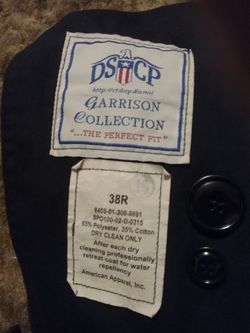 A
DSCP
GARRISON
COLLECTION
"...THE PERFECT FIT"
38R
8405-01-308-8691
SPO100-02-D-0315
65% Polyester, 35% Cotton
DRY CLEAN ONLY
After each dry
cleaning professionally
retreat coat for water
repellency
American Apparel, Inc.